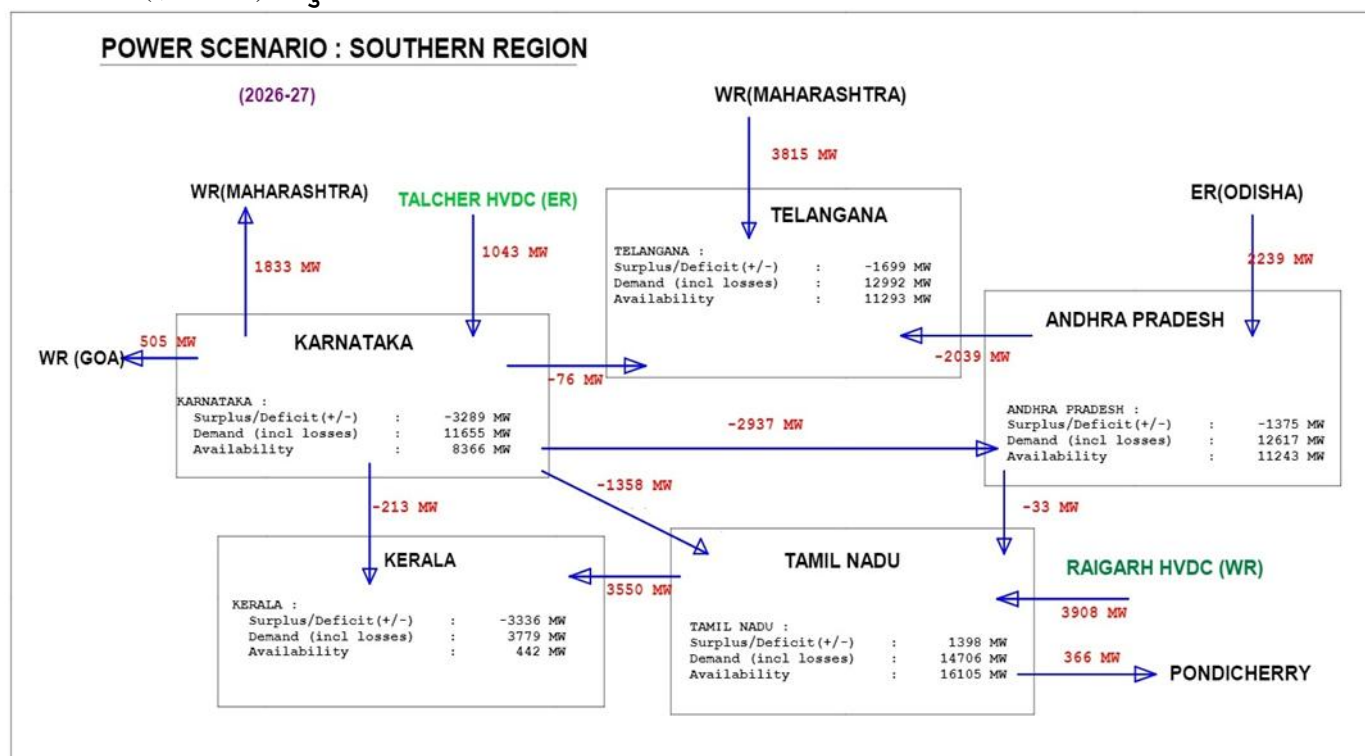 POWER SCENARIO : SOUTHERN REGION
(2026-27)
WR(MAHARASHTRA)
3815 MW
WR(MAHARASHTRA)
TALCHER HVDC (ER)
1833 MW
1043 MW
TELANGANA
TELANGANA :
Surplus/Deficit(+/-) : -1699 MW
Demand (incl losses) : 12992 MW
Availability : 11293 MW
ER(ODISHA)
2239 MW
WR (GOA)
505 MW
KARNATAKA
KARNATAKA :
Surplus/Deficit(+/-) : -3289 MW
Demand (incl losses) : 11655 MW
Availability : 8366 MW
-76 MW
-2039 MW
ANDHRA PRADESH
ANDHRA PRADESH :
Surplus/Deficit(+/-) : -1375 MW
Demand (incl losses) : 12617 MW
Availability : 11243 MW
-2937 MW
-1358 MW
-213 MW
-33 MW
KERALA
KERALA :
Surplus/Deficit(+/-) : -3336 MW
Demand (incl losses) : 3779 MW
Availability : 442 MW
3550 MW
TAMIL NADU
TAMIL NADU :
Surplus/Deficit(+/-) : 1398 MW
Demand (incl losses) : 14706 MW
Availability : 16105 MW
RAIGARH HVDC (WR)
3908 MW
366 MW
PONDICHERRY